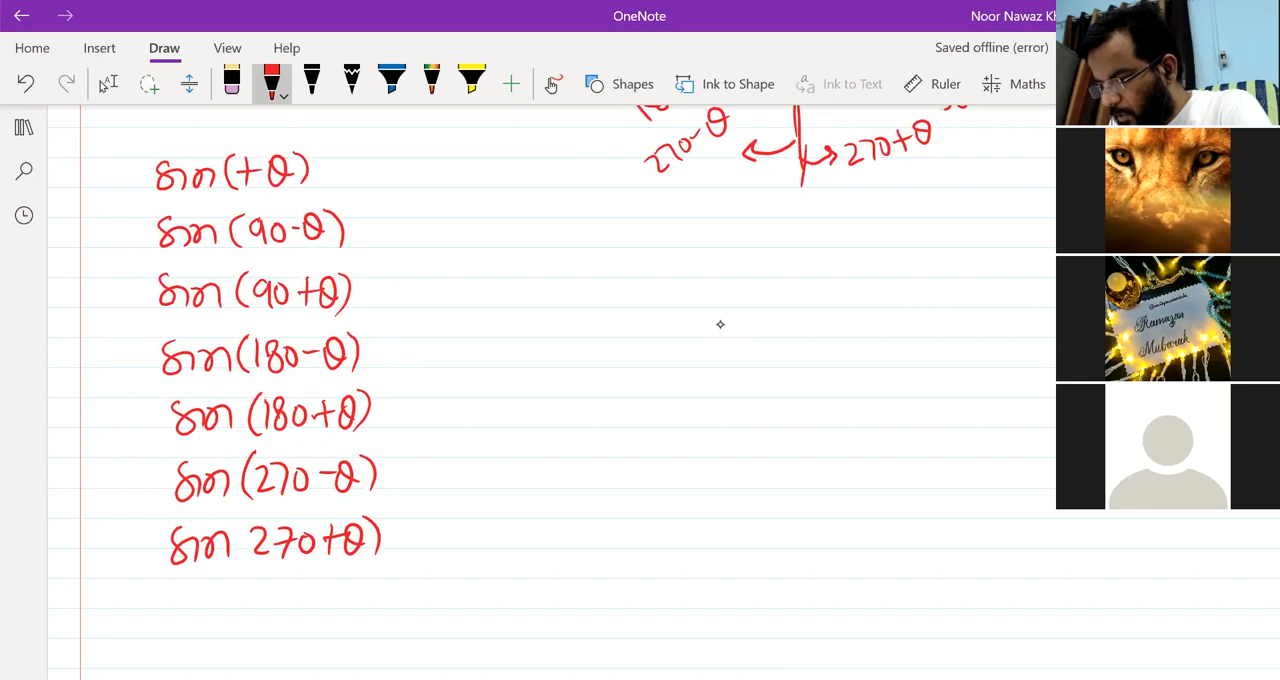 OneNote
Noor Nawaz Kh
Home Insert Draw View Help
Saved offline (error)
Shapes Ink to Shape Ink to Text Ruler Maths
270-θ
270+θ
sin(+θ)
sin(90-θ)
sin(90+θ)
sin(180-θ)
sin(180+θ)
sin(270-θ)
sin 270+θ)
Ramazan
Mubarak